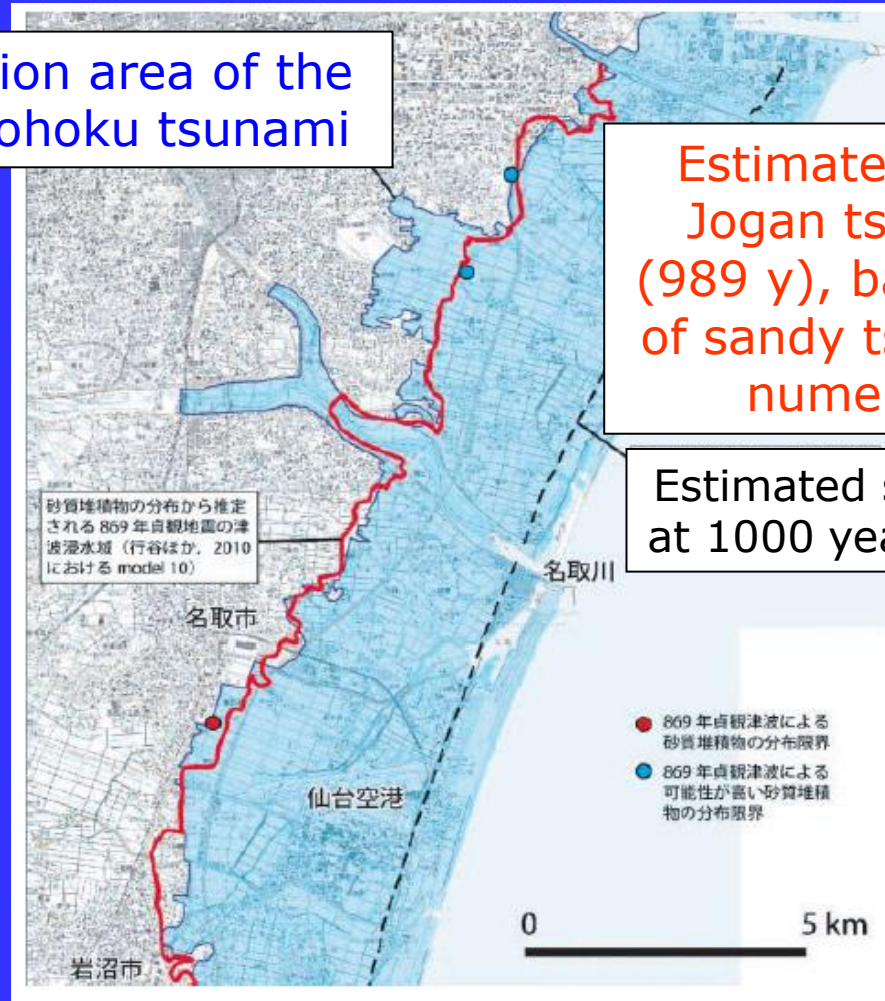 ion area of the
ohoku tsunami
Estimate
Jogan ts
(989 y), ba
of sandy ts
nume
Estimated s
at 1000 yea
砂質堆積物の分布から推定
される 869 年貞観地震の津
波浸水域（行谷ほか，2010
における model 10）
名取川
名取市
869 年貞観津波による
砂質堆積物の分布限界
869 年貞観津波による
可能性が高い砂質堆積
物の分布限界
仙台空港
0
5 km
岩沼市